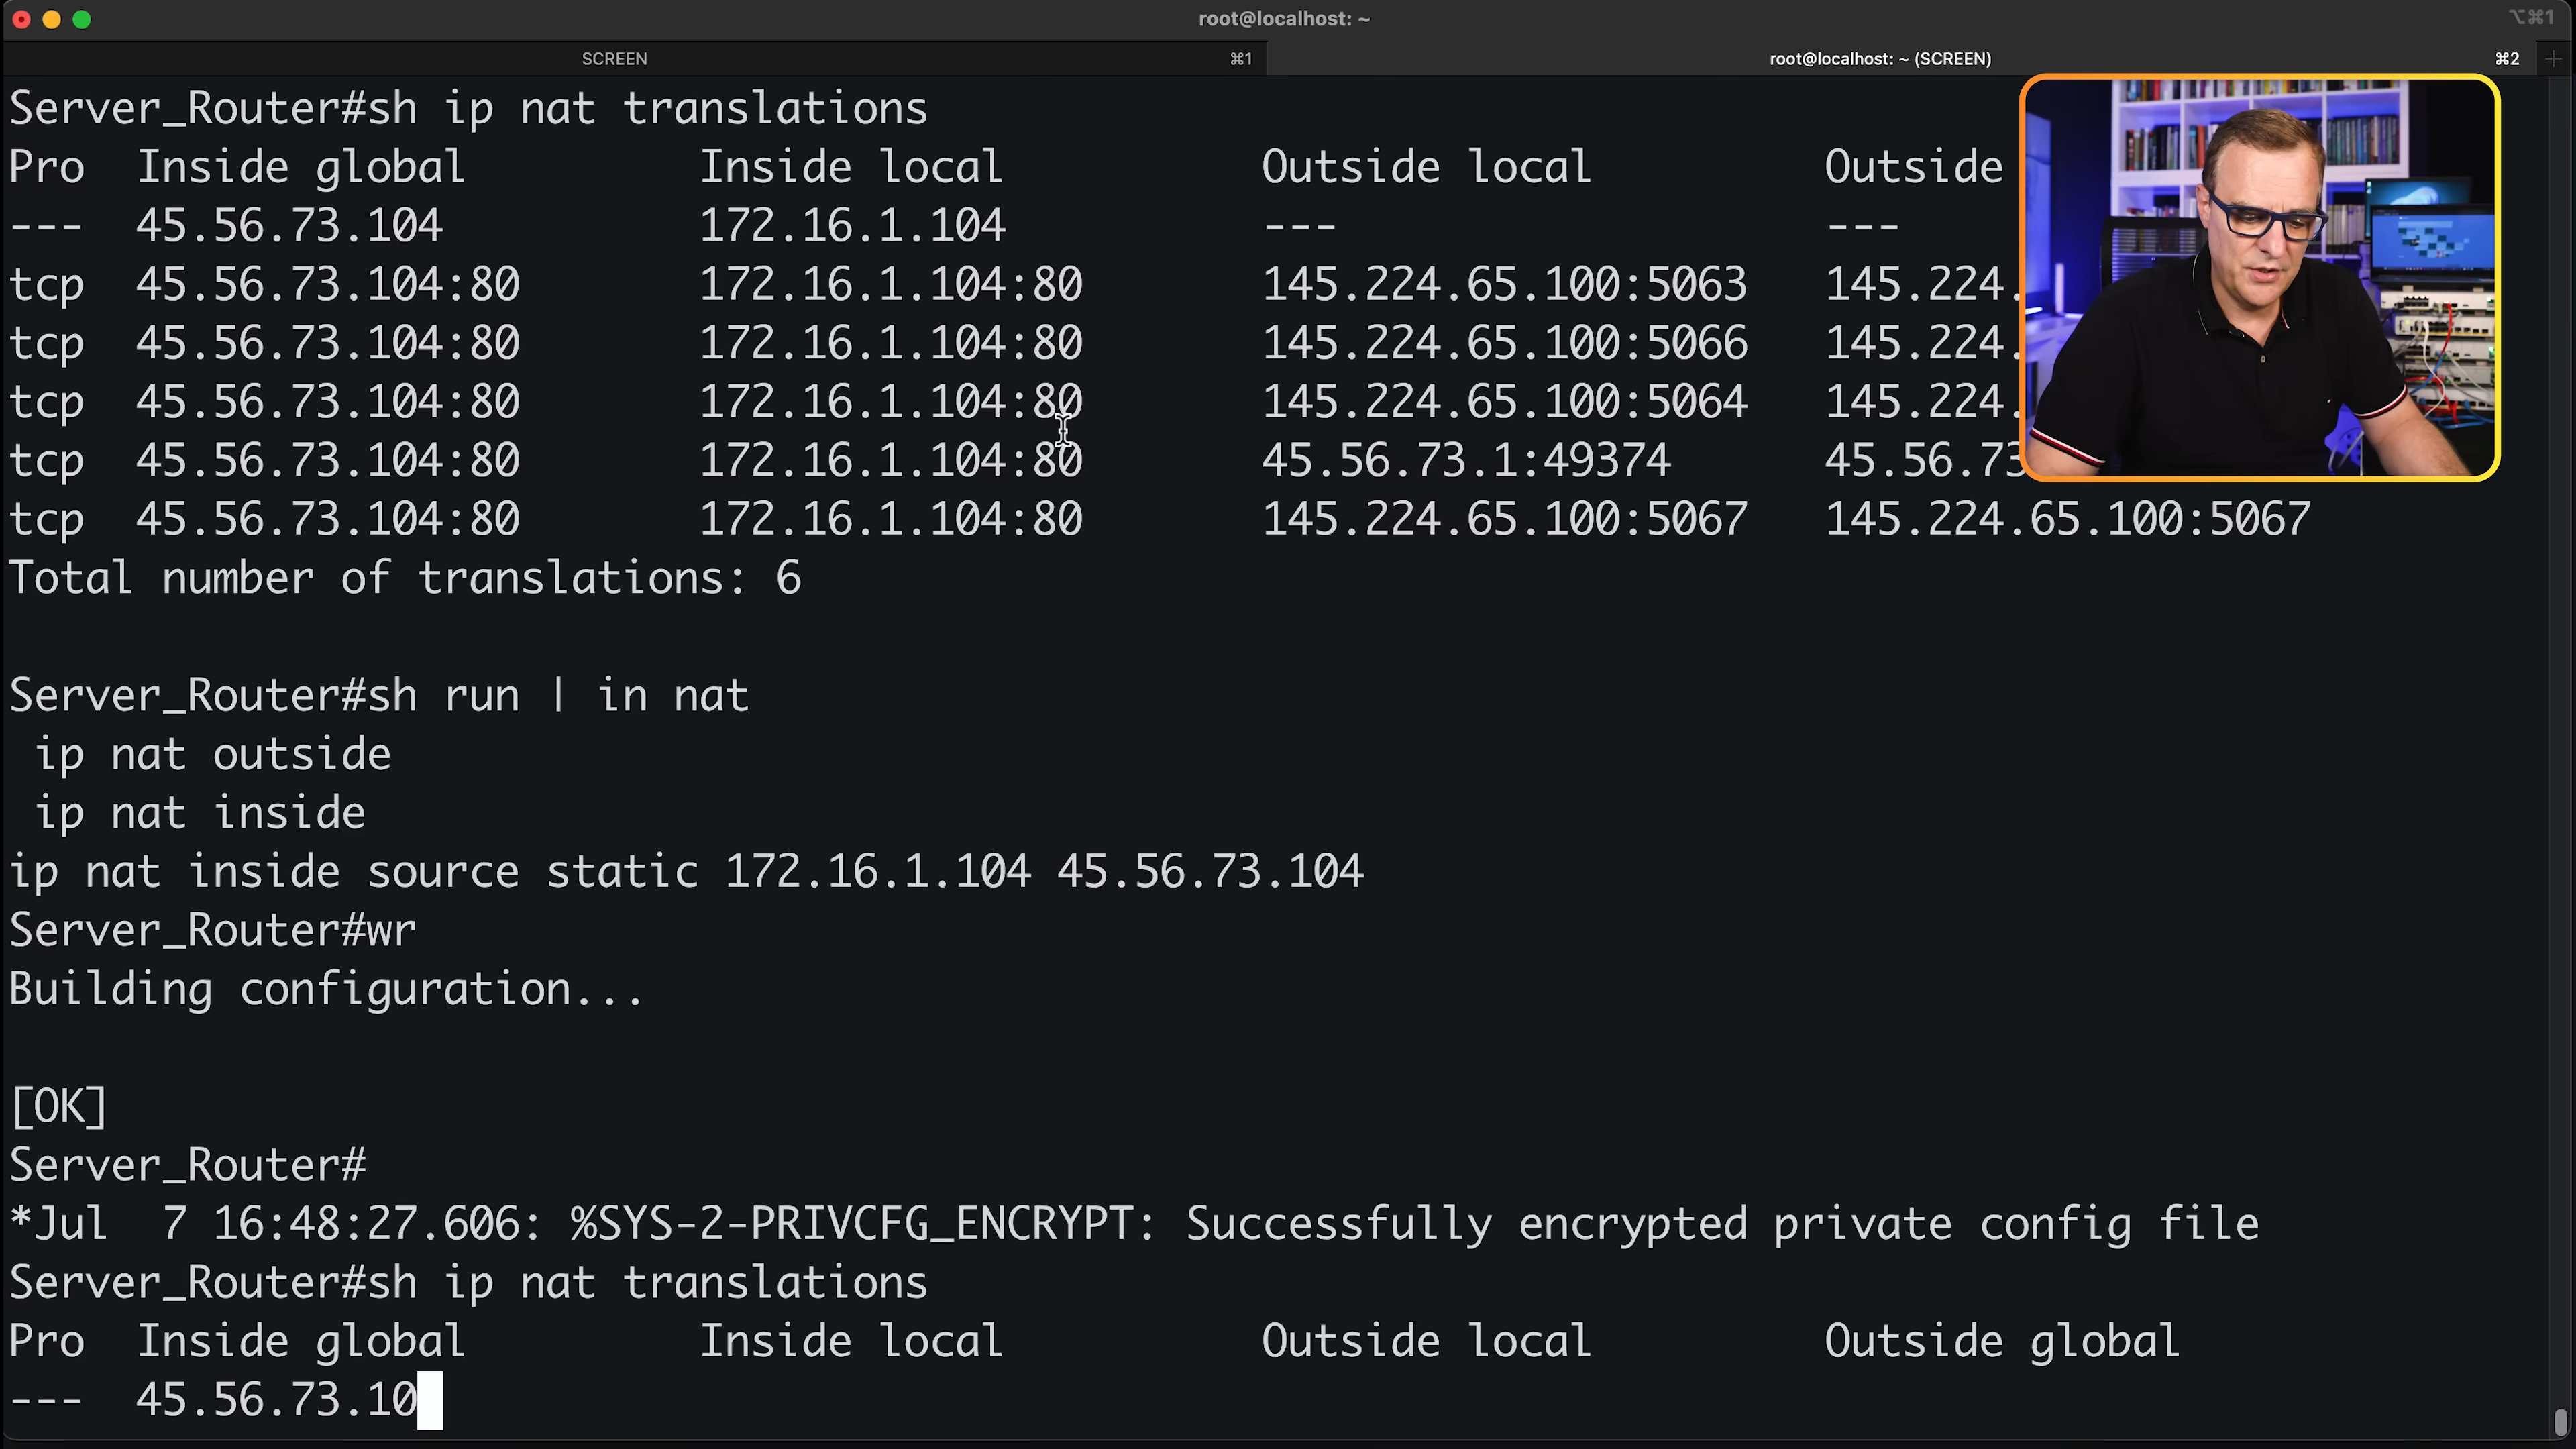 root@localhost: ~
⌥⌘1
SCREEN ⌘1
root@localhost: ~ (SCREEN) ⌘2
Server_Router#sh ip nat translations
Pro Inside global Inside local Outside local Outside
--- 45.56.73.104 172.16.1.104 --- ---
tcp 45.56.73.104:80 172.16.1.104:80 145.224.65.100:5063 145.224.
tcp 45.56.73.104:80 172.16.1.104:80 145.224.65.100:5066 145.224.
tcp 45.56.73.104:80 172.16.1.104:80 145.224.65.100:5064 145.224.
tcp 45.56.73.104:80 172.16.1.104:80 45.56.73.1:49374 45.56.73
tcp 45.56.73.104:80 172.16.1.104:80 145.224.65.100:5067 145.224.65.100:5067
Total number of translations: 6
Server_Router#sh run | in nat
ip nat outside
ip nat inside
ip nat inside source static 172.16.1.104 45.56.73.104
Server_Router#wr
Building configuration...
[OK]
Server_Router#
*Jul  7 16:48:27.606: %SYS-2-PRIVCFG_ENCRYPT: Successfully encrypted private config file
Server_Router#sh ip nat translations
Pro Inside global Inside local Outside local Outside global
--- 45.56.73.10